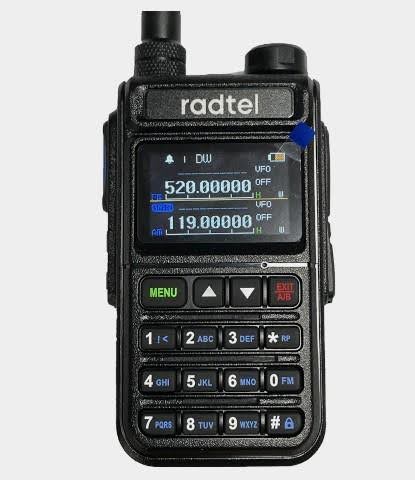 radtel
DW
VFO
520.00000 OFF
FM H W
VFO
119.00000 OFF
AM H W
MENU EXIT A/B
1 !< 2 ABC 3 DEF * RP
4 GHI 5 JKL 6 MNO 0 FM
7 PQRS 8 TUV 9 WXYZ #